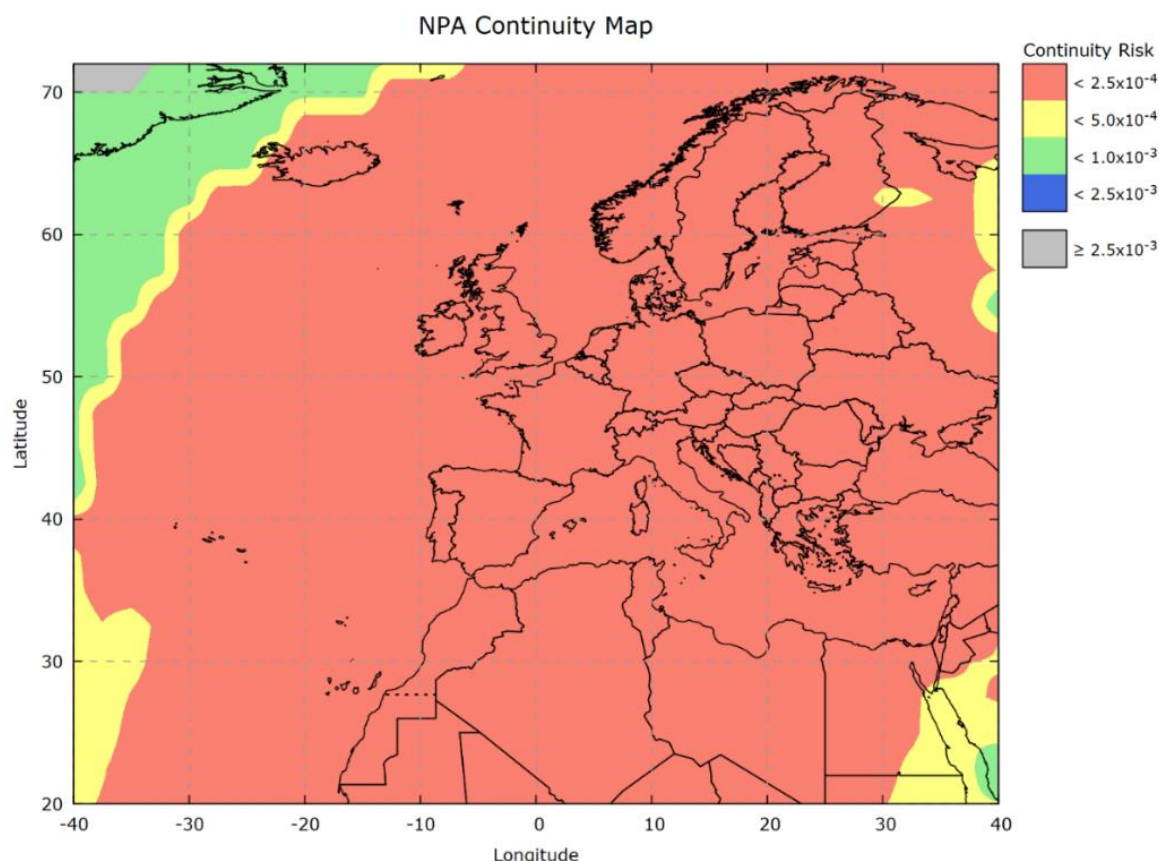 NPA Continuity Map
Continuity Risk
< 2.5x10⁻⁴
< 5.0x10⁻⁴
< 1.0x10⁻³
< 2.5x10⁻³
≥ 2.5x10⁻³
Latitude
70
60
50
40
30
20
-40 -30 -20 -10 0 10 20 30 40
Longitude